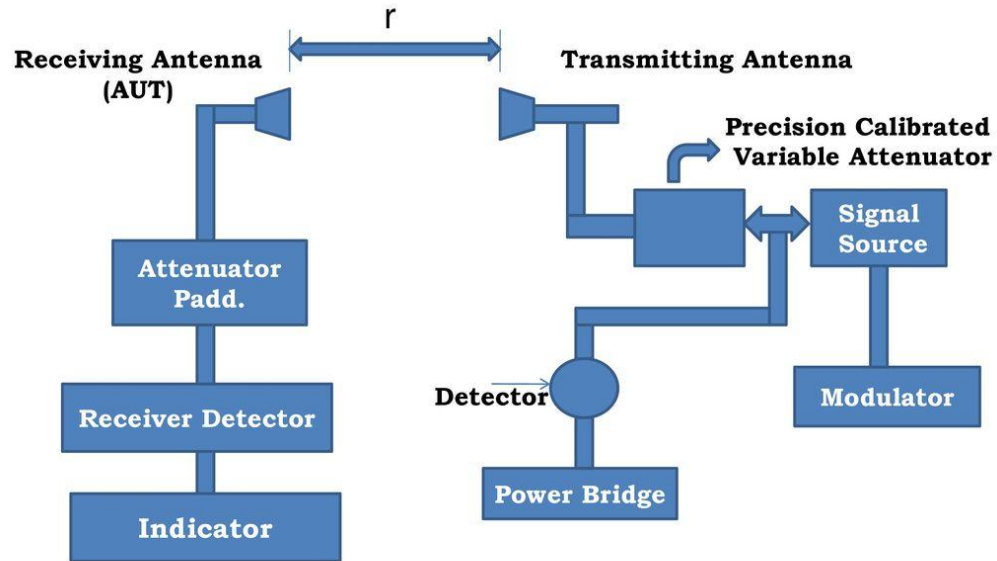 r
Receiving Antenna
(AUT)
Transmitting Antenna
Precision Calibrated
Variable Attenuator
Signal
Source
Attenuator
Padd.
Detector
Receiver Detector
Modulator
Power Bridge
Indicator